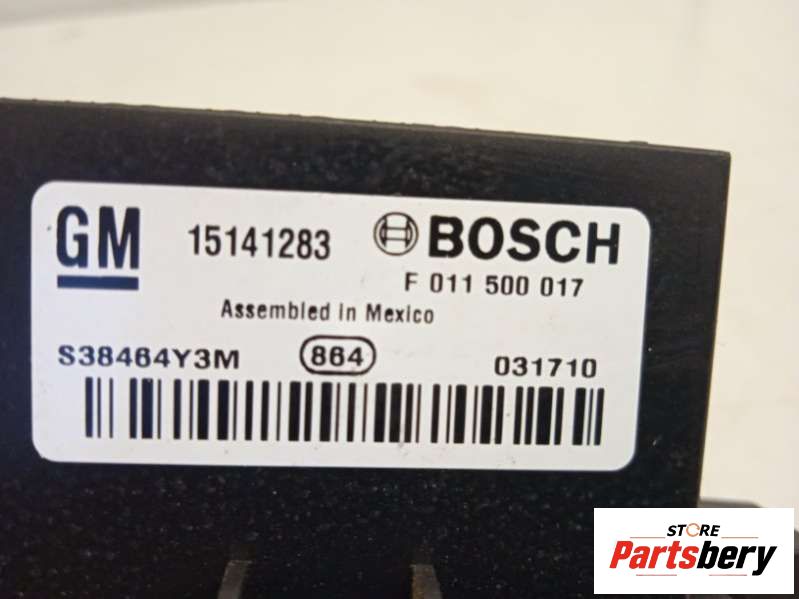 GM 15141283 BOSCH
F 011 500 017
Assembled in Mexico
S38464Y3M 864 031710
STORE
Partsbery